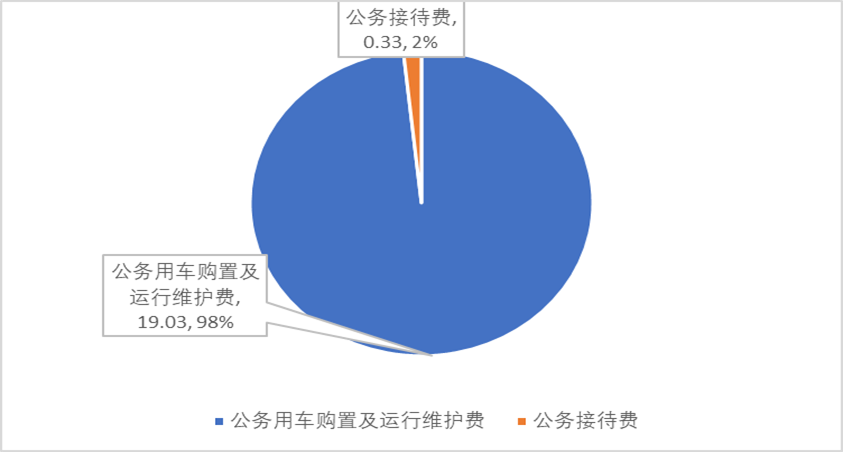 公务接待费,
0.33, 2%
公务用车购置及
运行维护费,
19.03, 98%
公务用车购置及运行维护费
公务接待费